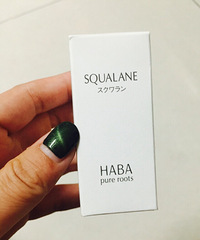 SQUALANE
スクワラン
HABA
pure roots